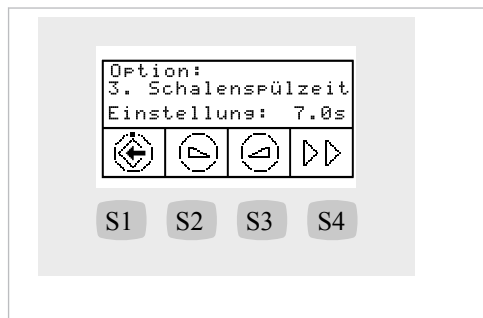 Option:
3. Schalenspülzeit
Einstellung: 7.0s
S1 S2 S3 S4